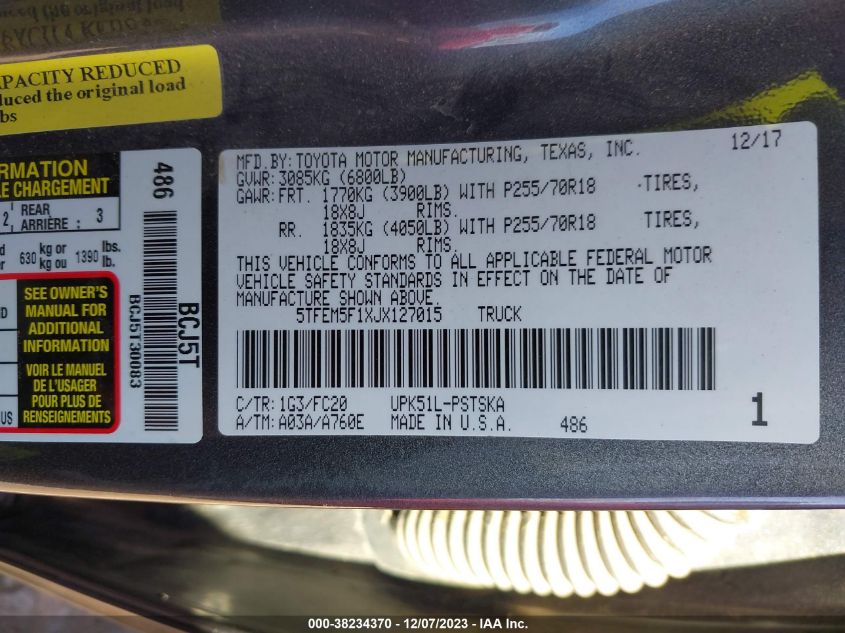 APACITY REDUCED
duced the original load
bs
MFD.BY: TOYOTA MOTOR MANUFACTURING, TEXAS, INC. 12/17
GVWR: 3085KG (6800LB)
GAWR: FRT. 1770KG (3900LB) WITH P255/70R18 TIRES,
18X8J RIMS.
RR. 1835KG (4050LB) WITH P255/70R18 TIRES,
18X8J RIMS.
THIS VEHICLE CONFORMS TO ALL APPLICABLE FEDERAL MOTOR
VEHICLE SAFETY STANDARDS IN EFFECT ON THE DATE OF
MANUFACTURE SHOWN ABOVE.
5TFEM5F1XJX127015 TRUCK
C/TR: 1G3/FC20 UPK51L-PSTSKA
A/TM: A03A/A760E MADE IN U.S.A. 486 1
ORMATION
LE CHARGEMENT
2 REAR ARRIÈRE : 3
630 kg or kg ou 1390 lbs. lb.
SEE OWNER'S
MANUAL FOR
ADDITIONAL
INFORMATION
VOIR LE MANUEL
DE L'USAGER
POUR PLUS DE
RENSEIGNEMENTS
US
486
BCJ5T30083
BCJ5T
000-38234370 - 12/07/2023 - IAA Inc.